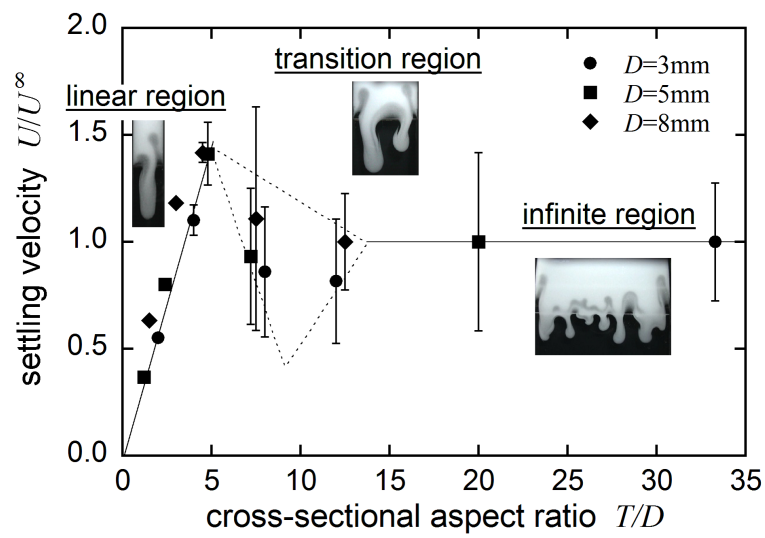 2.0
transition region
D=3mm
D=5mm
D=8mm
linear region
1.5
infinite region
1.0
0.5
0.0
0 5 10 15 20 25 30 35
settling velocity U/U^8
cross-sectional aspect ratio T/D